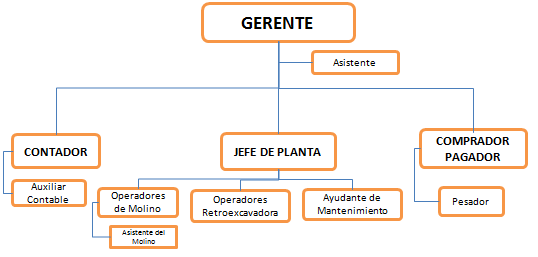 GERENTE
Asistente
CONTADOR
JEFE DE PLANTA
COMPRADOR
PAGADOR
Auxiliar
Contable
Operadores
de Molino
Operadores
Retroexcavadora
Ayudante de
Mantenimiento
Pesador
Asistente del
Molino